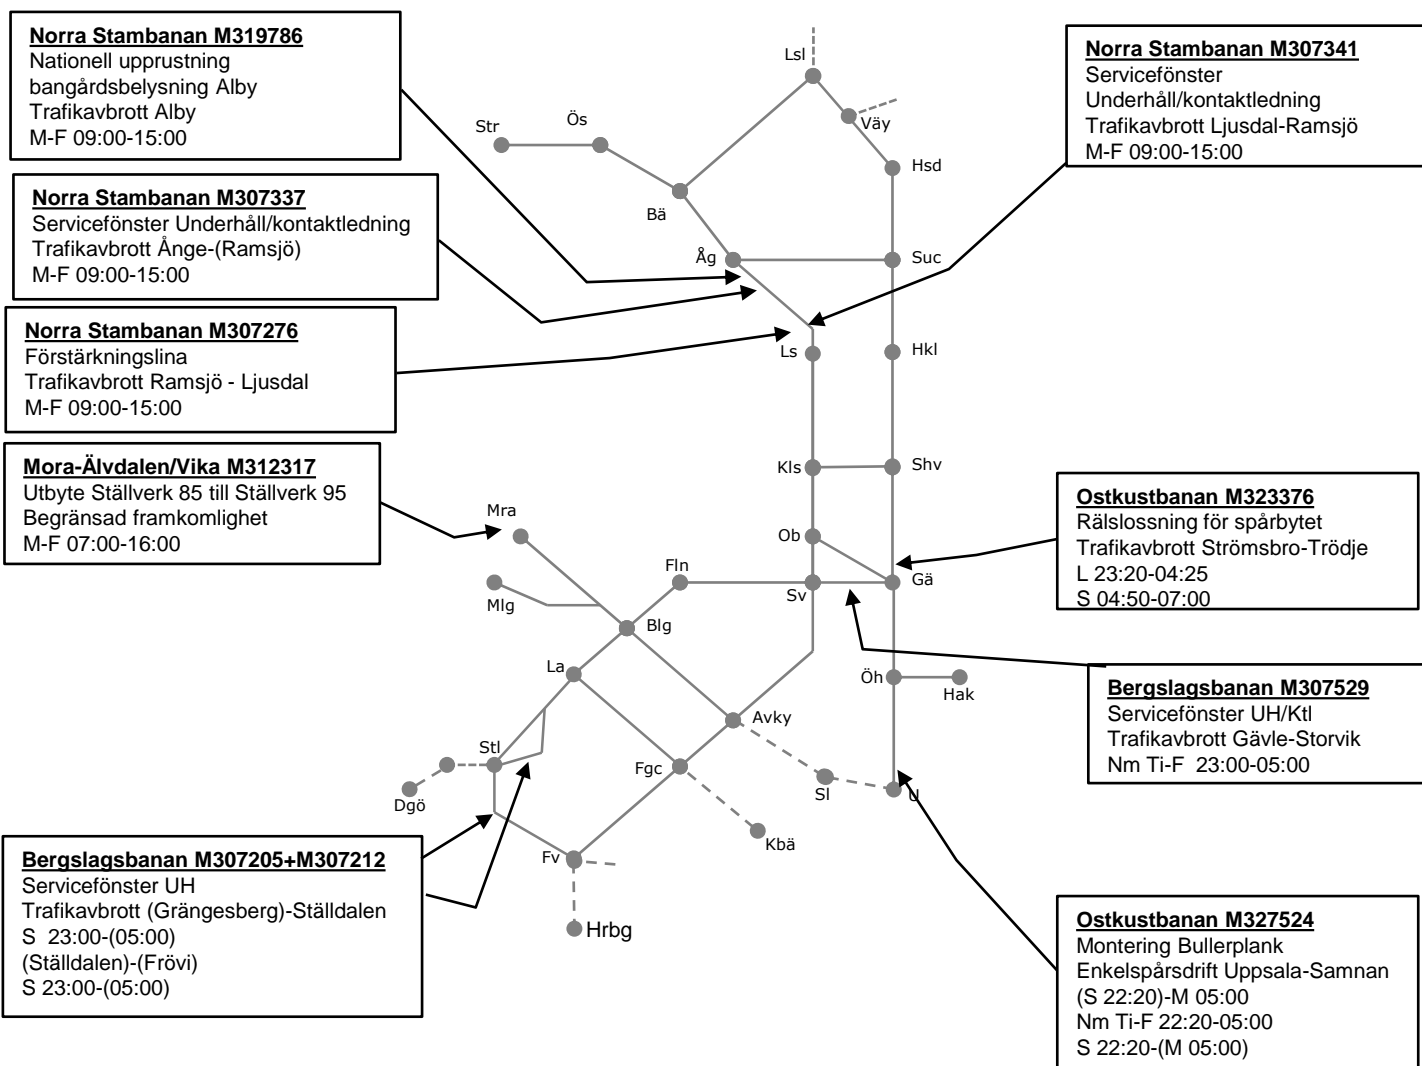 Norra Stambanan M319786
Nationell upprustning
bangårdsbelysning Alby
Trafikavbrott Alby
M-F 09:00-15:00
Norra Stambanan M307337
Servicefönster Underhåll/kontaktledning
Trafikavbrott Ånge-(Ramsjö)
M-F 09:00-15:00
Norra Stambanan M307276
Förstärkningslina
Trafikavbrott Ramsjö - Ljusdal
M-F 09:00-15:00
Mora-Älvdalen/Vika M312317
Utbyte Ställverk 85 till Ställverk 95
Begränsad framkomlighet
M-F 07:00-16:00
Bergslagsbanan M307205+M307212
Servicefönster UH
Trafikavbrott (Grängesberg)-Ställdalen
S  23:00-(05:00)
(Ställdalen)-(Frövi)
S 23:00-(05:00)
Lsl
Väy
Str
Ös
Hsd
Bä
Åg
Suc
Ls
Hkl
Kls
Shv
Mra
Ob
Fln
Sv
Gä
Mlg
Blg
La
Öh
Hak
Avky
Stl
Fgc
Sl
U
Dgö
Kbä
Fv
Hrbg
Norra Stambanan M307341
Servicefönster
Underhåll/kontaktledning
Trafikavbrott Ljusdal-Ramsjö
M-F 09:00-15:00
Ostkustbanan M323376
Rälslossning för spårbytet
Trafikavbrott Strömsbro-Trödje
L 23:20-04:25
S 04:50-07:00
Bergslagsbanan M307529
Servicefönster UH/Ktl
Trafikavbrott Gävle-Storvik
Nm Ti-F  23:00-05:00
Ostkustbanan M327524
Montering Bullerplank
Enkelspårsdrift Uppsala-Samnan
(S 22:20)-M 05:00
Nm Ti-F 22:20-05:00
S 22:20-(M 05:00)